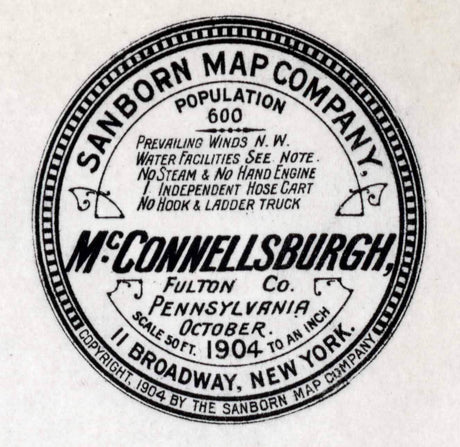 SANBORN MAP COMPANY,
POPULATION
600
PREVAILING WINDS N. W.
WATER FACILITIES SEE NOTE.
NO STEAM & NO HAND ENGINE
1 INDEPENDENT HOSE CART
NO HOOK & LADDER TRUCK
McCONNELLSBURGH,
FULTON Co.
PENNSYLVANIA
OCTOBER.
1904
SCALE 50 FT. TO AN INCH
11 BROADWAY, NEW YORK.
COPYRIGHT, 1904 BY THE SANBORN MAP COMPANY